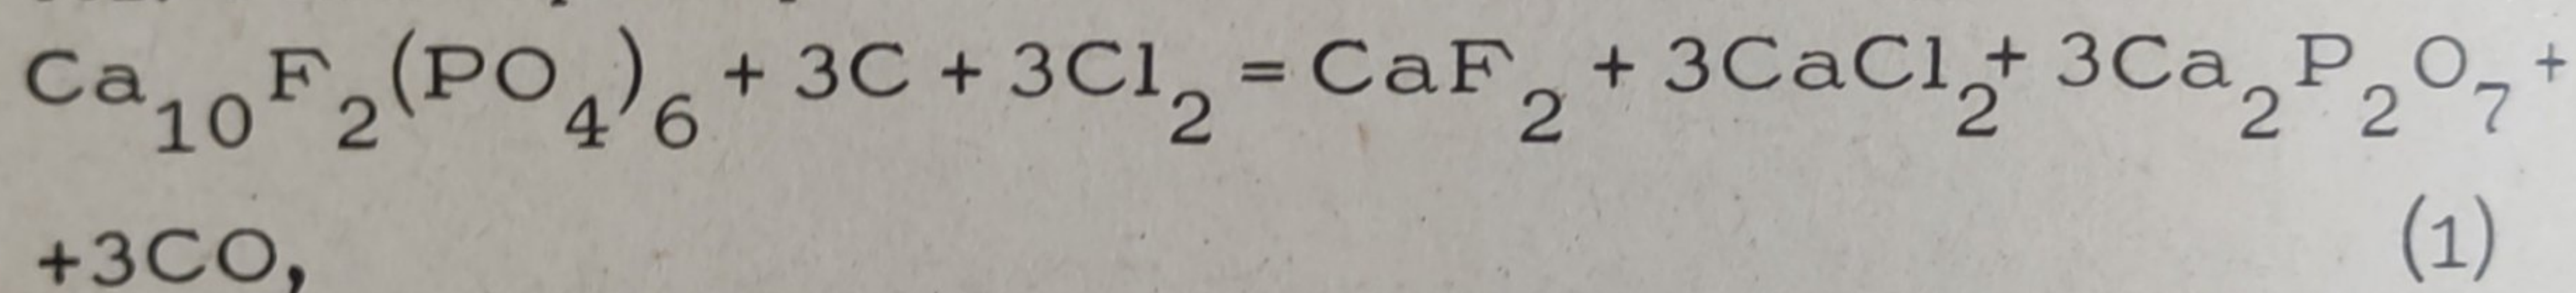 Ca₁₀F₂(PO₄)₆ + 3C + 3Cl₂ = CaF₂ + 3CaCl₂+ 3Ca₂P₂O₇ +
+3CO, (1)